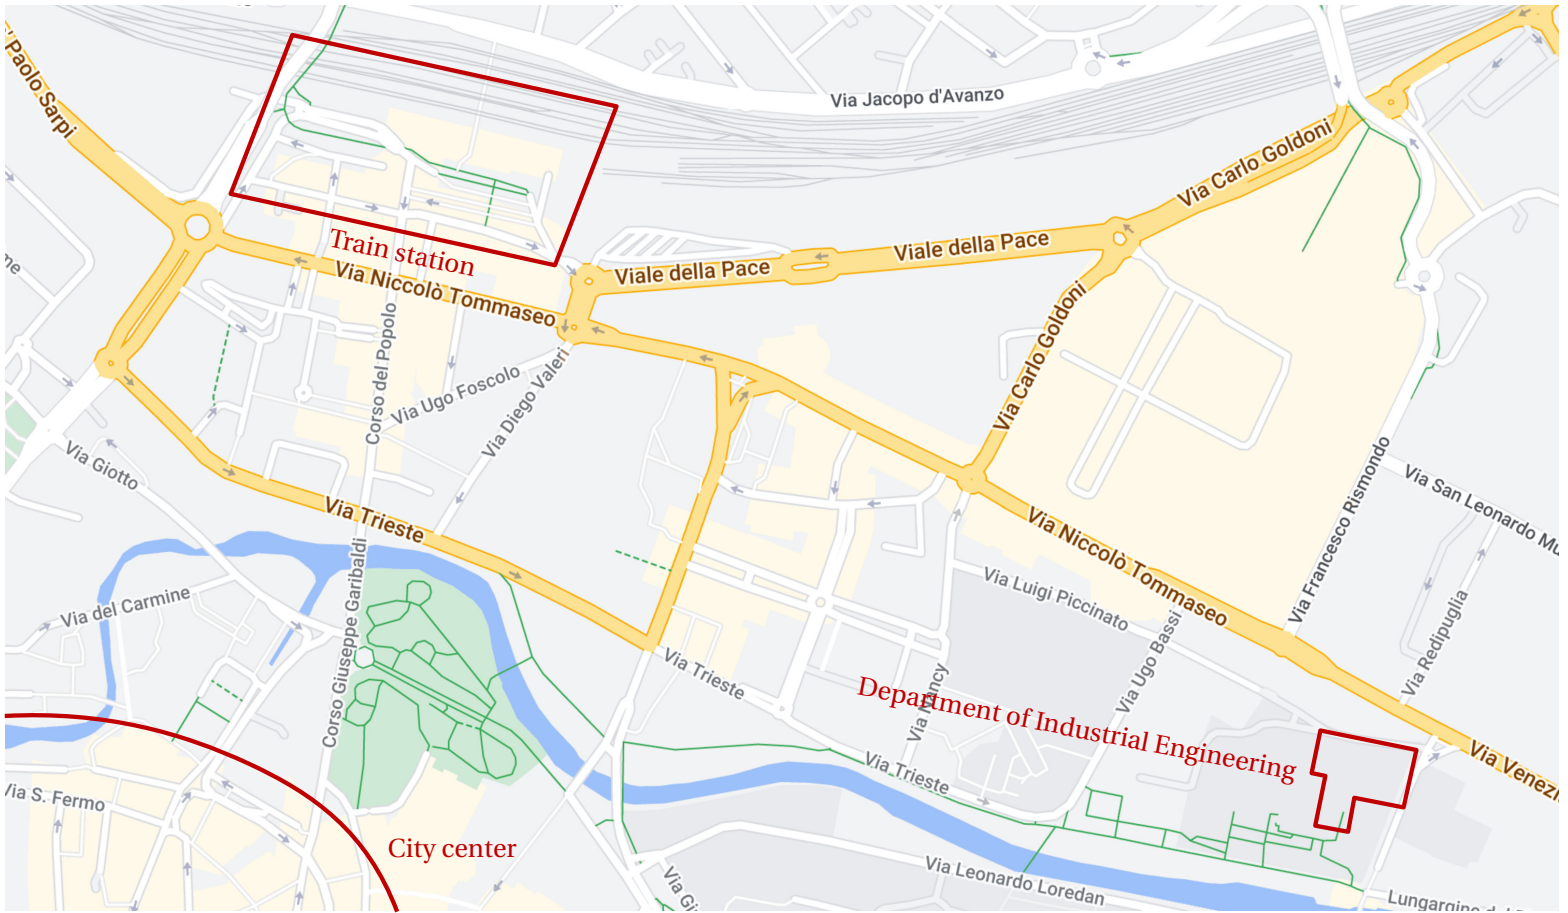 Paolo Sarpi
Via Jacopo d'Avanzo
Via Carlo Goldoni
Train station
Viale della Pace
Viale della Pace
Via Niccolò Tommaseo
Corso del Popolo
Via Ugo Foscolo
Via Diego Valeri
Via Carlo Goldoni
Via Giotto
Via Francesco Rismondo
Via San Leonardo Mu
Via Trieste
Via Niccolò Tommaseo
Via Luigi Piccinato
Via del Carmine
Corso Giuseppe Garibaldi
Via Ugo Bassi
Via Redipuglia
Via Trieste
Via Nancy
Department of Industrial Engineering
Via Trieste
Via Venezi
Via S. Fermo
City center
Via Leonardo Loredan
Via Gi
Lungargine